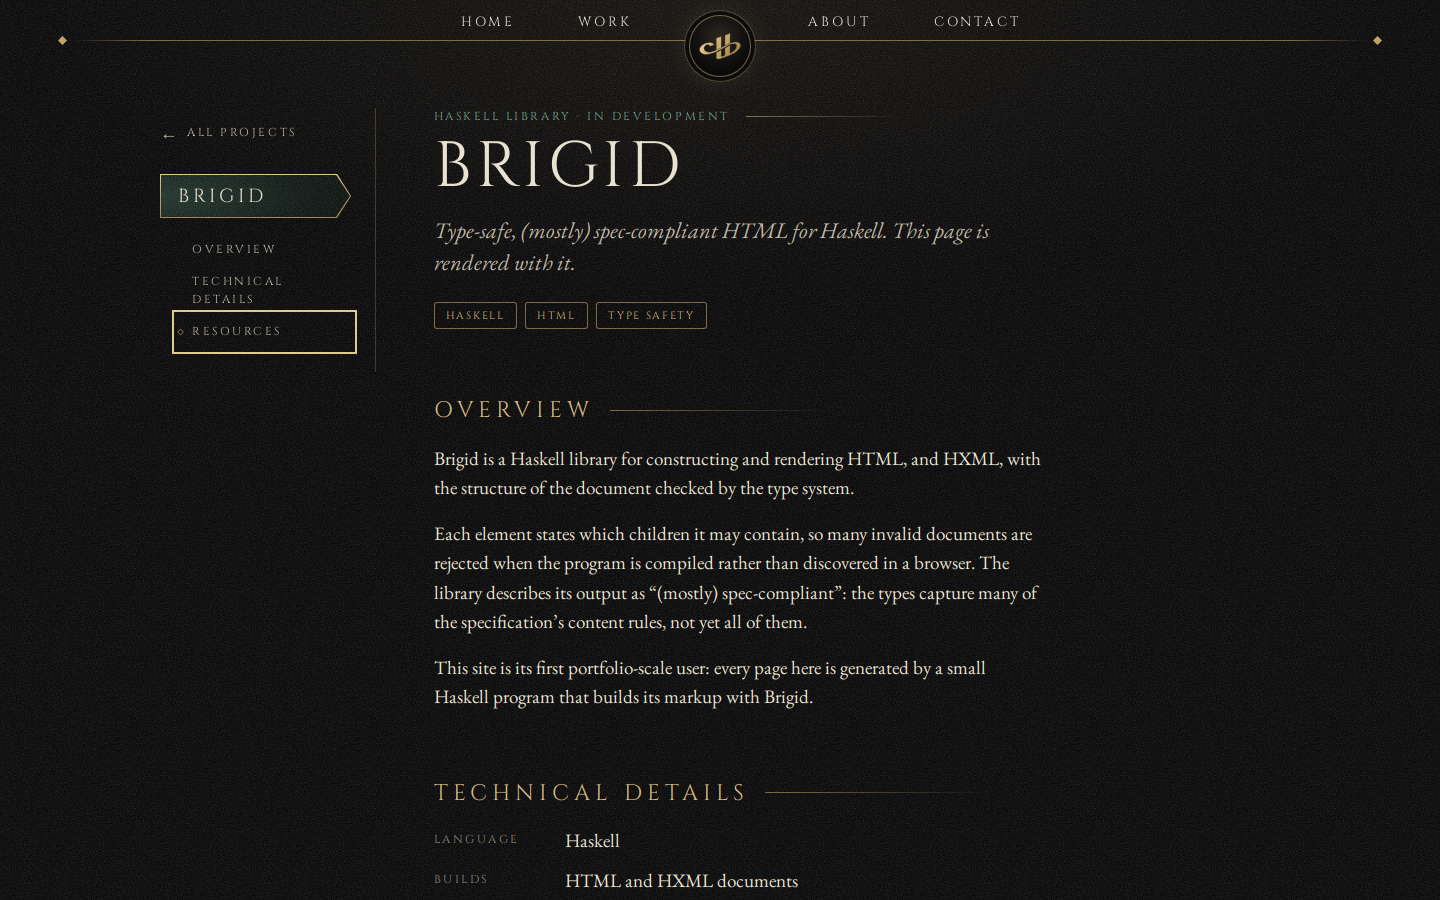 HOME WORK ABOUT CONTACT
← ALL PROJECTS
BRIGID
OVERVIEW
TECHNICAL
DETAILS
RESOURCES
HASKELL LIBRARY · IN DEVELOPMENT
BRIGID
Type-safe, (mostly) spec-compliant HTML for Haskell. This page is
rendered with it.
HASKELL HTML TYPE SAFETY
OVERVIEW
Brigid is a Haskell library for constructing and rendering HTML, and HXML, with
the structure of the document checked by the type system.
Each element states which children it may contain, so many invalid documents are
rejected when the program is compiled rather than discovered in a browser. The
library describes its output as “(mostly) spec-compliant”: the types capture many of
the specification’s content rules, not yet all of them.
This site is its first portfolio-scale user: every page here is generated by a small
Haskell program that builds its markup with Brigid.
TECHNICAL DETAILS
LANGUAGE Haskell
BUILDS HTML and HXML documents